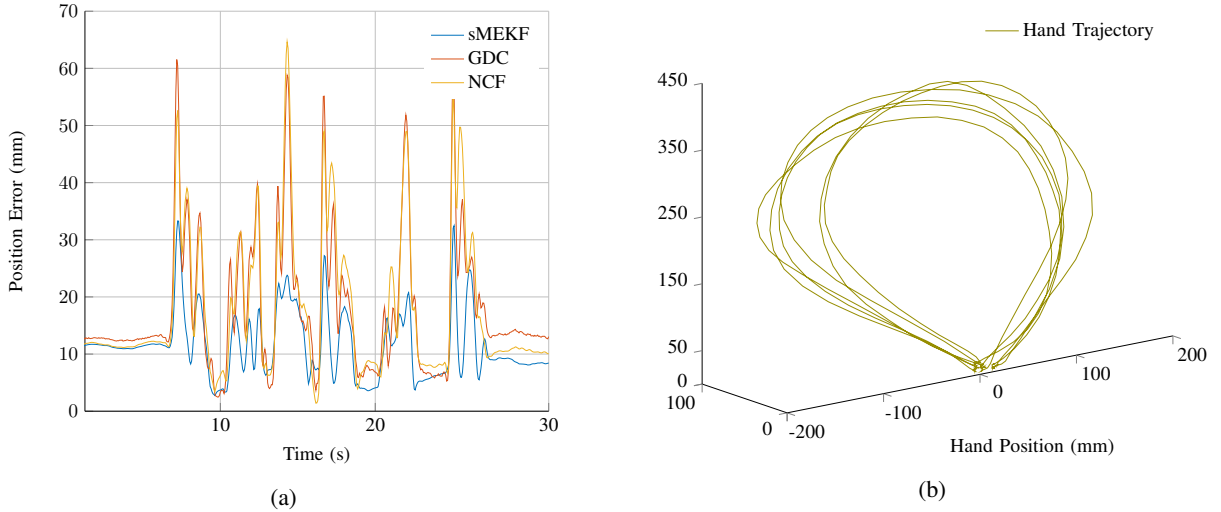 70
60
50
40
30
20
10
0
Position Error (mm)
sMEKF
GDC
NCF
10
20
30
Time (s)
(a)
Hand Trajectory
450
350
250
150
50
0
100
0
-200
-100
0
100
200
Hand Position (mm)
(b)